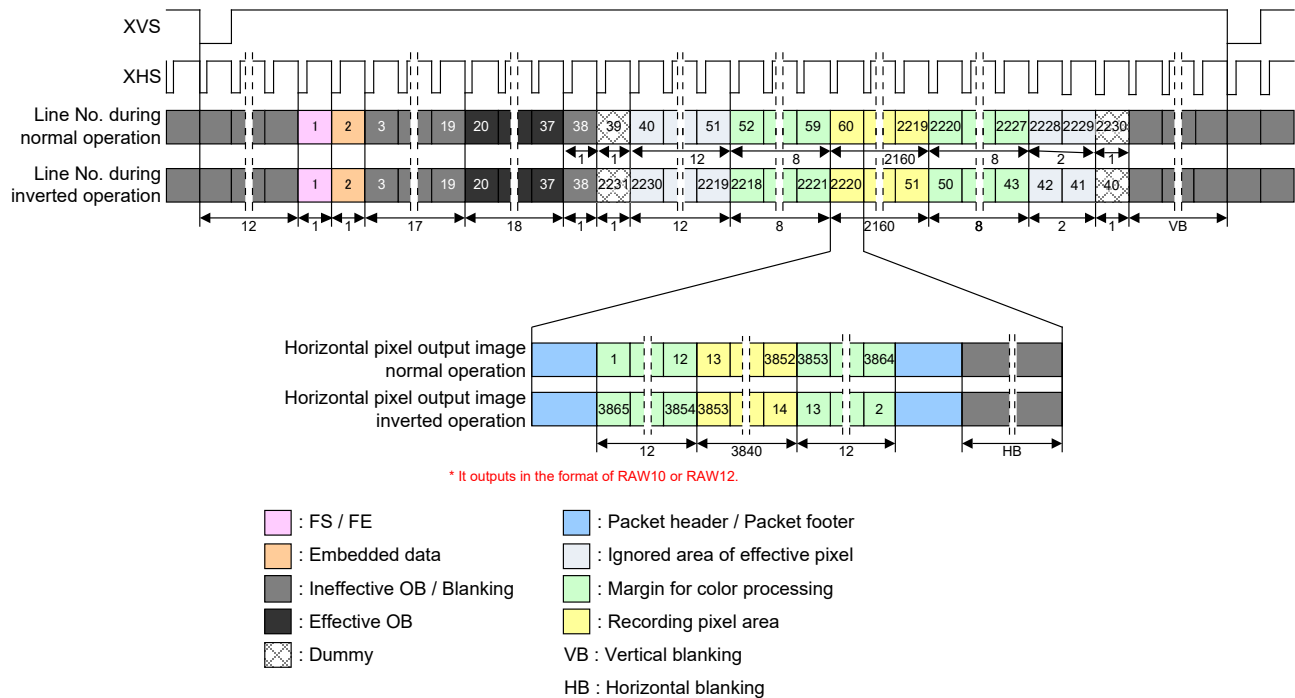 XVS
XHS
Line No. during
normal operation
1 2 3 19 20 37 38 39 40 51 52 59 60 2219 2220 2227 2228 2229 2230
1 1 12 8 2160 8 2 1
Line No. during
inverted operation
1 2 3 19 20 37 38 2231 2230 2219 2218 2221 2220 51 50 43 42 41 40
12 1 1 17 18 1 1 12 8 2160 8 2 1 VB
Horizontal pixel output image
normal operation
1 12 13 3852 3853 3864
Horizontal pixel output image
inverted operation
3865 3854 3853 14 13 2
12 3840 12 HB
* It outputs in the format of RAW10 or RAW12.
: FS / FE
: Embedded data
: Ineffective OB / Blanking
: Effective OB
: Dummy
: Packet header / Packet footer
: Ignored area of effective pixel
: Margin for color processing
: Recording pixel area
VB : Vertical blanking
HB : Horizontal blanking